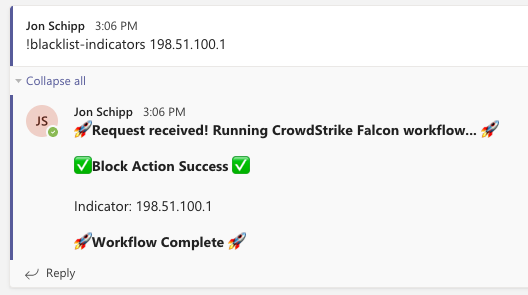 Jon Schipp 3:06 PM
!blacklist-indicators 198.51.100.1
Collapse all
JS
Jon Schipp 3:06 PM
🚀Request received! Running CrowdStrike Falcon workflow... 🚀
✅Block Action Success ✅
Indicator: 198.51.100.1
🚀Workflow Complete 🚀
Reply